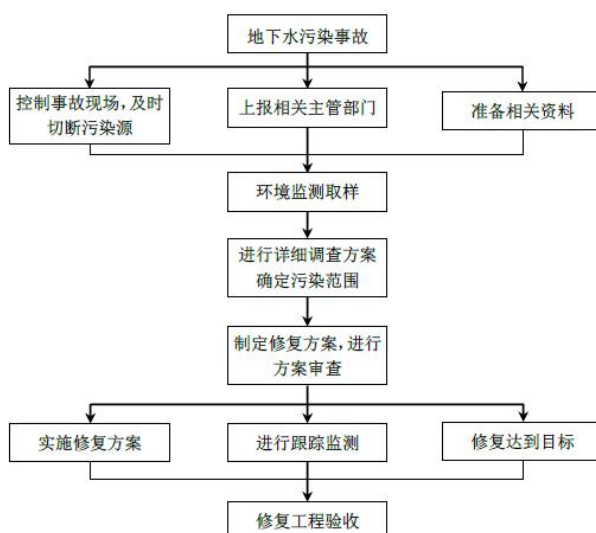 地下水污染事故
控制事故现场，及时
切断污染源
上报相关主管部门
准备相关资料
环境监测取样
进行详细调查方案
确定污染范围
制定修复方案，进行
方案审查
实施修复方案
进行跟踪监测
修复达到目标
修复工程验收